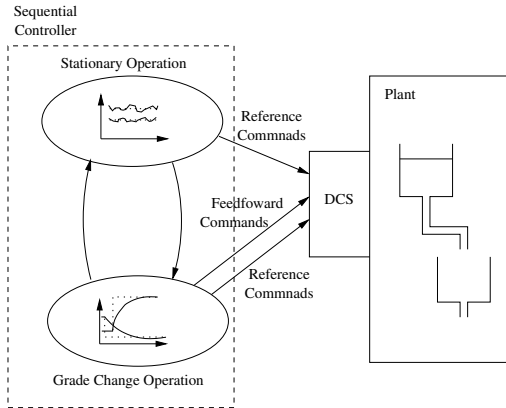 Sequential
Controller
Stationary Operation
Reference
Commnads
Plant
DCS
Feedfoward
Commands
Reference
Commnads
Grade Change Operation